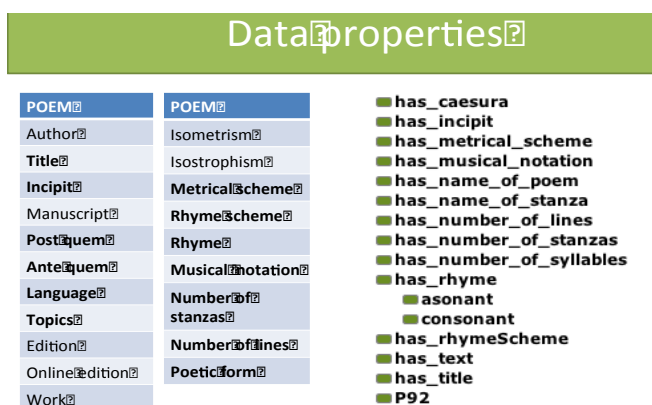 Data properties
POEM
Author
Title
Incipit
Manuscript
Post quem
Ante quem
Language
Topics
Edition
Online edition
Work
POEM
Isometrism
Isostrophism
Metrical scheme
Rhyme scheme
Rhyme
Musical notation
Number of
stanzas
Number of lines
Poetic form
has_caesura
has_incipit
has_metrical_scheme
has_musical_notation
has_name_of_poem
has_name_of_stanza
has_number_of_lines
has_number_of_stanzas
has_number_of_syllables
has_rhyme
asonant
consonant
has_rhymeScheme
has_text
has_title
P92